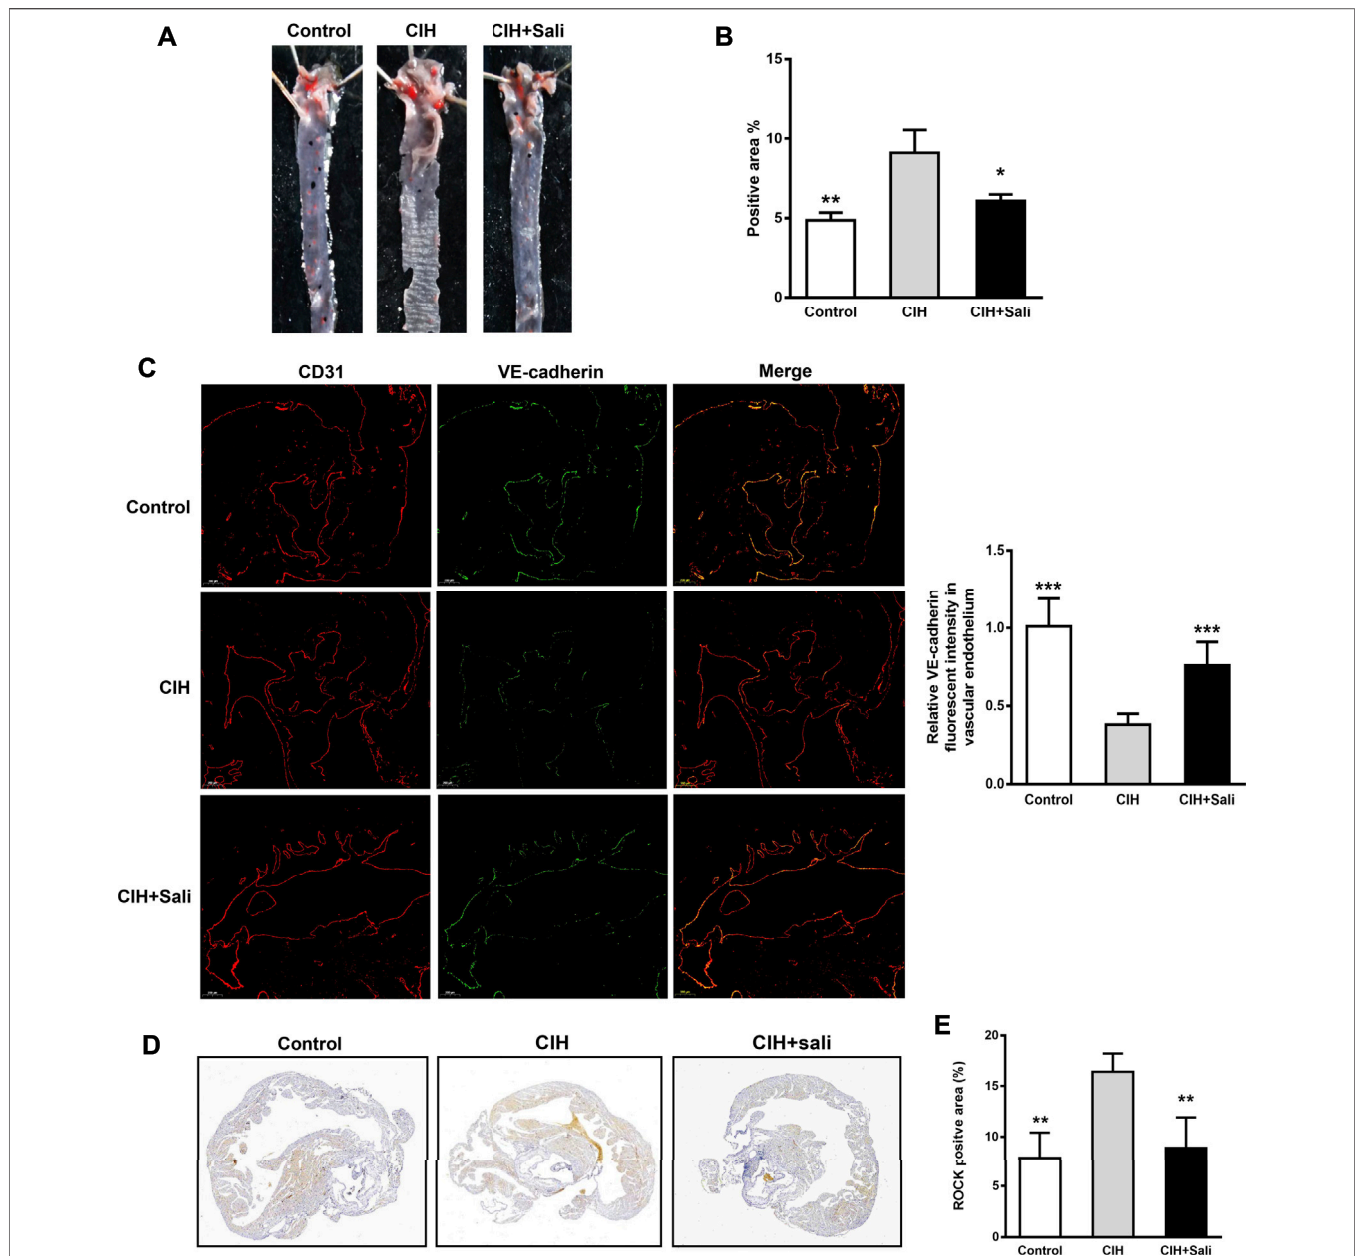 A
Control
CIH
CIH+Sali
B
Positive area %
15
10
5
0
**
*
Control
CIH
CIH+Sali
C
CD31
VE-cadherin
Merge
Control
CIH
CIH+Sali
Relative VE-cadherin
fluorescent intensity in
vascular endothelium
1.5
1.0
0.5
0.0
***
***
Control
CIH
CIH+Sali
D
Control
CIH
CIH+sali
E
ROCK positve area (%)
20
15
10
5
0
**
**
Control
CIH
CIH+Sali